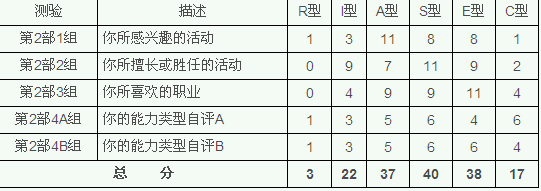 测验 描述 R型 I型 A型 S型 E型 C型
第2部1组 你所感兴趣的活动 1 3 11 8 8 1
第2部2组 你所擅长或胜任的活动 0 9 7 11 9 2
第2部3组 你所喜欢的职业 0 4 9 9 11 4
第2部4A组 你的能力类型自评A 1 3 5 6 4 6
第2部4B组 你的能力类型自评B 1 3 5 6 6 4
总 分 3 22 37 40 38 17